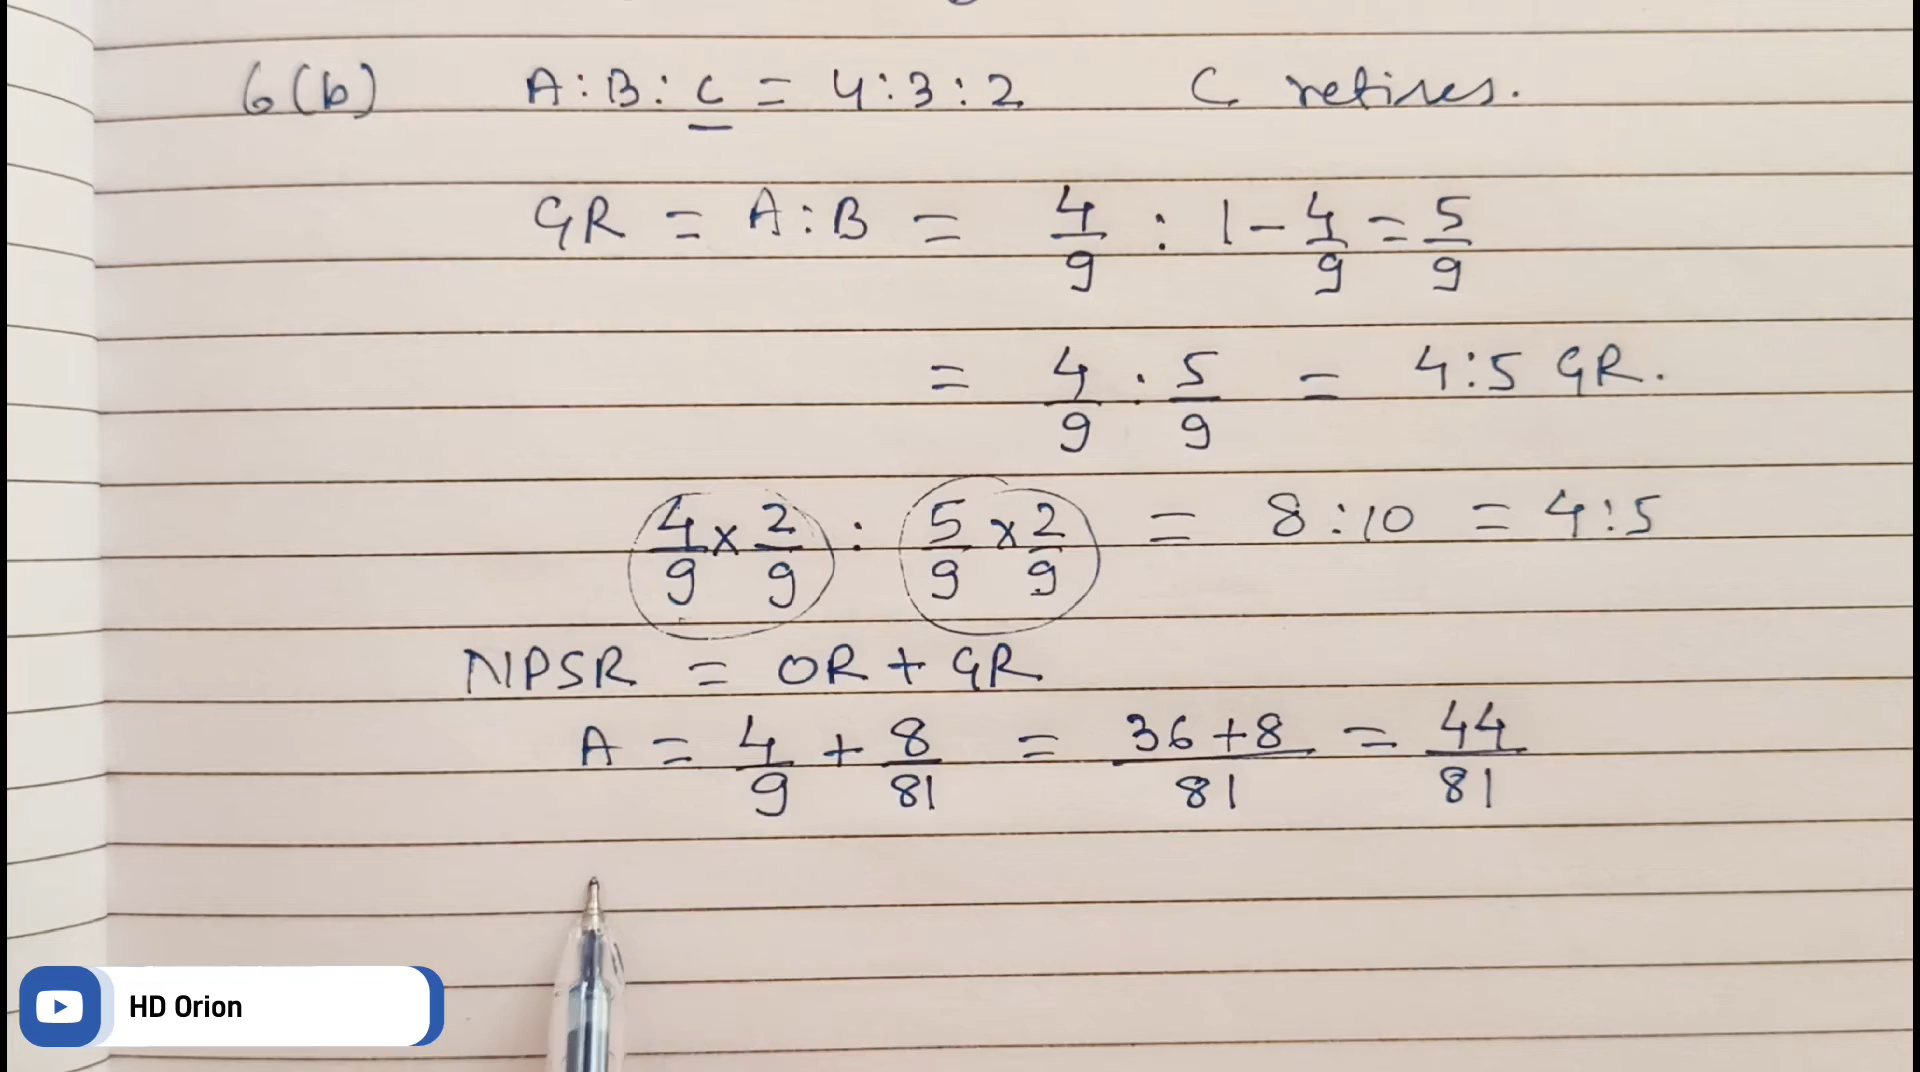 6(b) A:B:C = 4:3:2 C retires.
GR = A:B = 4/9 : 1 - 4/9 = 5/9
= 4/9 : 5/9 = 4:5 GR.
4/9 x 2/9 : 5/9 x 2/9 = 8:10 = 4:5
NPSR = OR + GR
A = 4/9 + 8/81 = 36+8/81 = 44/81
HD Orion